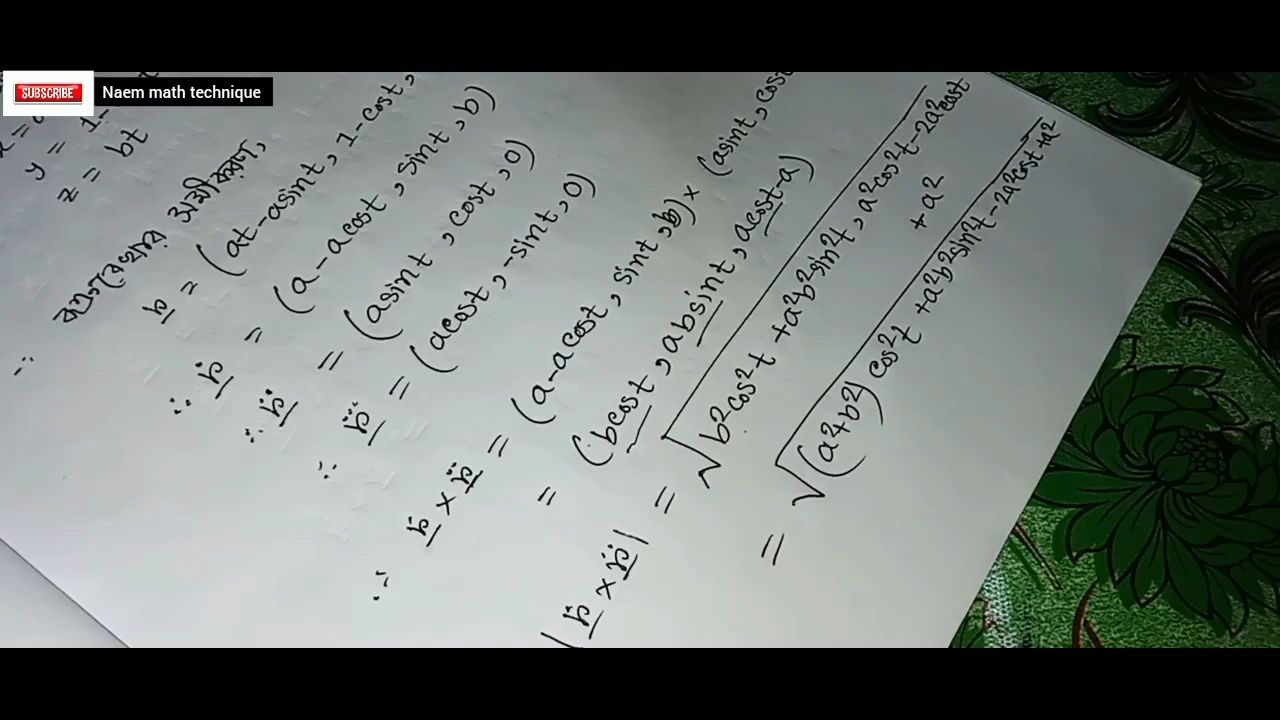 SUBSCRIBE
Naem math technique
y = 1-
z = bt
∴ বক্ররেখার সমীকরণ,
r = (at-asint, 1-cost,
∴ ṙ = (a-acost, sint, b)
∴ r̈ = (asint, cost, 0)
∴ r⃛ = (acost, -sint, 0)
∴ ṙ × r̈ = (a-acost, sint, b) × (asint, cost
= (bcost, absint, acost-a)
|ṙ × r̈| = √b²cos²t + a²b²sin²t, a²cos²t-2a²cost
+ a²
= √(a²+b²) cos²t + a²b²sin²t - 2a²cost + a²